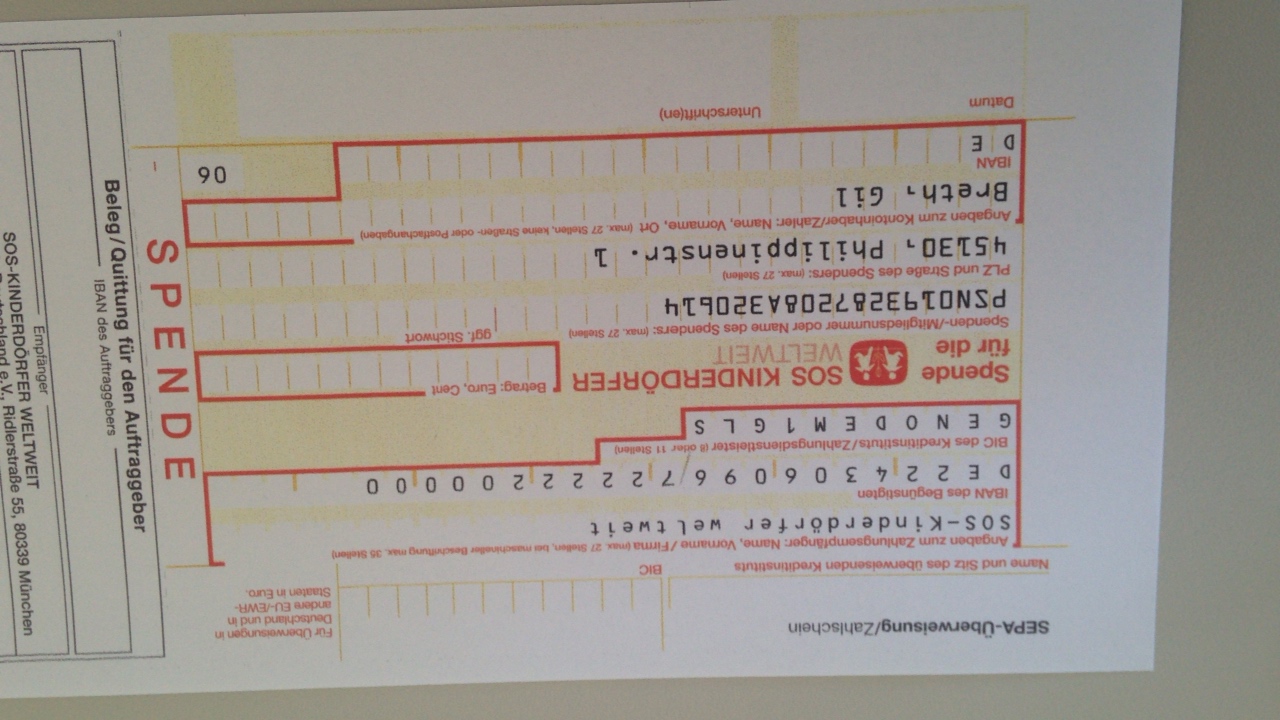 SEPA-Überweisung/Zahlschein
Für Überweisungen in
Deutschland und in
andere EU-/EWR-
Staaten in Euro.
Name und Sitz des überweisenden Kreditinstituts
BIC
Angaben zum Zahlungsempfänger: Name, Vorname/Firma (max. 27 Stellen, bei maschineller Beschriftung max. 35 Stellen)
SOS-Kinderdörfer weltweit
IBAN des Begünstigten
DE22430609672222200000
BIC des Kreditinstituts/Zahlungsdienstleister (8 oder 11 Stellen)
GENODEM1GLS
Spende
für die
SOS KINDERDÖRFER
WELTWEIT
Betrag: Euro, Cent
Spenden-/Mitgliedsnummer oder Name des Spenders: (max. 27 Stellen)
ggf. Stichwort
PSN0193287208A320614
PLZ und Straße des Spenders: (max. 27 Stellen)
45130, Philippinenstr. 1
Angaben zum Kontoinhaber/Zahler: Name, Vorname, Ort (max. 27 Stellen, keine Straßen- oder Postfachangaben)
Breth, Gil
IBAN
DE
06
Datum
Unterschrift(en)
SPENDE
Beleg/Quittung für den Auftraggeber
IBAN des Auftraggebers
Empfänger
SOS-KINDERDÖRFER WELTWEIT
e.V., Ridlerstraße 55, 80339 München